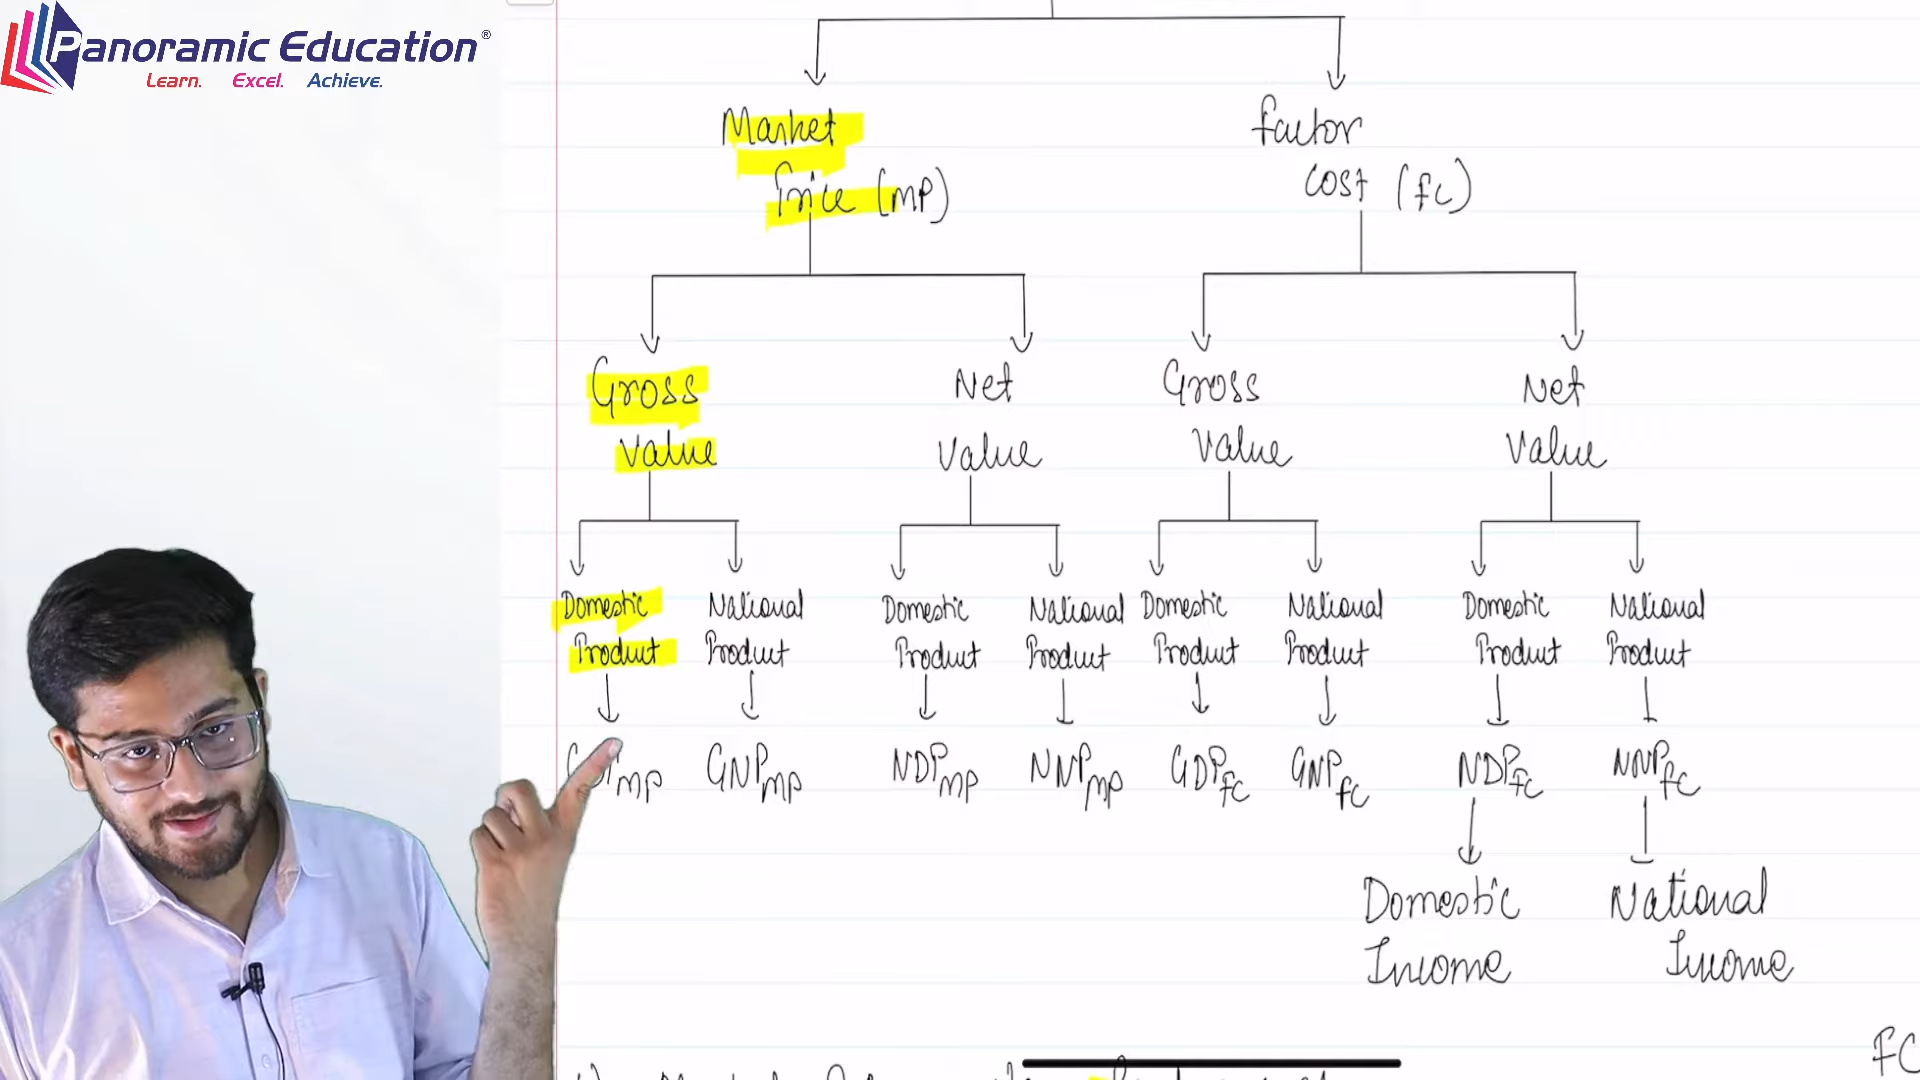 Panoramic Education®
Learn. Excel. Achieve.
Market
Price (MP)
factor
cost (fc)
Gross
Value
Net
Value
Gross
Value
Net
Value
Domestic
Product
National
Product
Domestic
Product
National
Product
Domestic
Product
National
Product
Domestic
Product
National
Product
MP
GNPMP
NDPMP
NNPMP
GDPfc
GNPfc
NDPfc
NNPfc
Domestic
Income
National
Income
FC